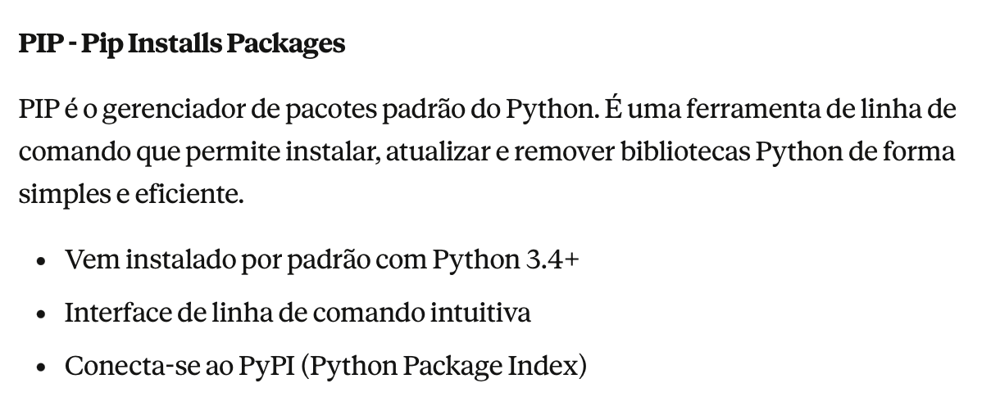 PIP - Pip Installs Packages
PIP é o gerenciador de pacotes padrão do Python. É uma ferramenta de linha de
comando que permite instalar, atualizar e remover bibliotecas Python de forma
simples e eficiente.
• Vem instalado por padrão com Python 3.4+
• Interface de linha de comando intuitiva
• Conecta-se ao PyPI (Python Package Index)